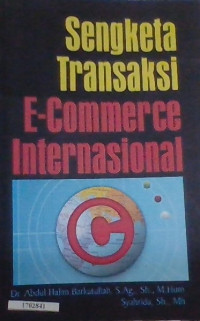 Sengketa
Transaksi
E-Commerce
Internasional
C
Dr. Abdul Halim Barkatullah, S.Ag., Sh., M.Hum
Syahrida, Sh., Mh